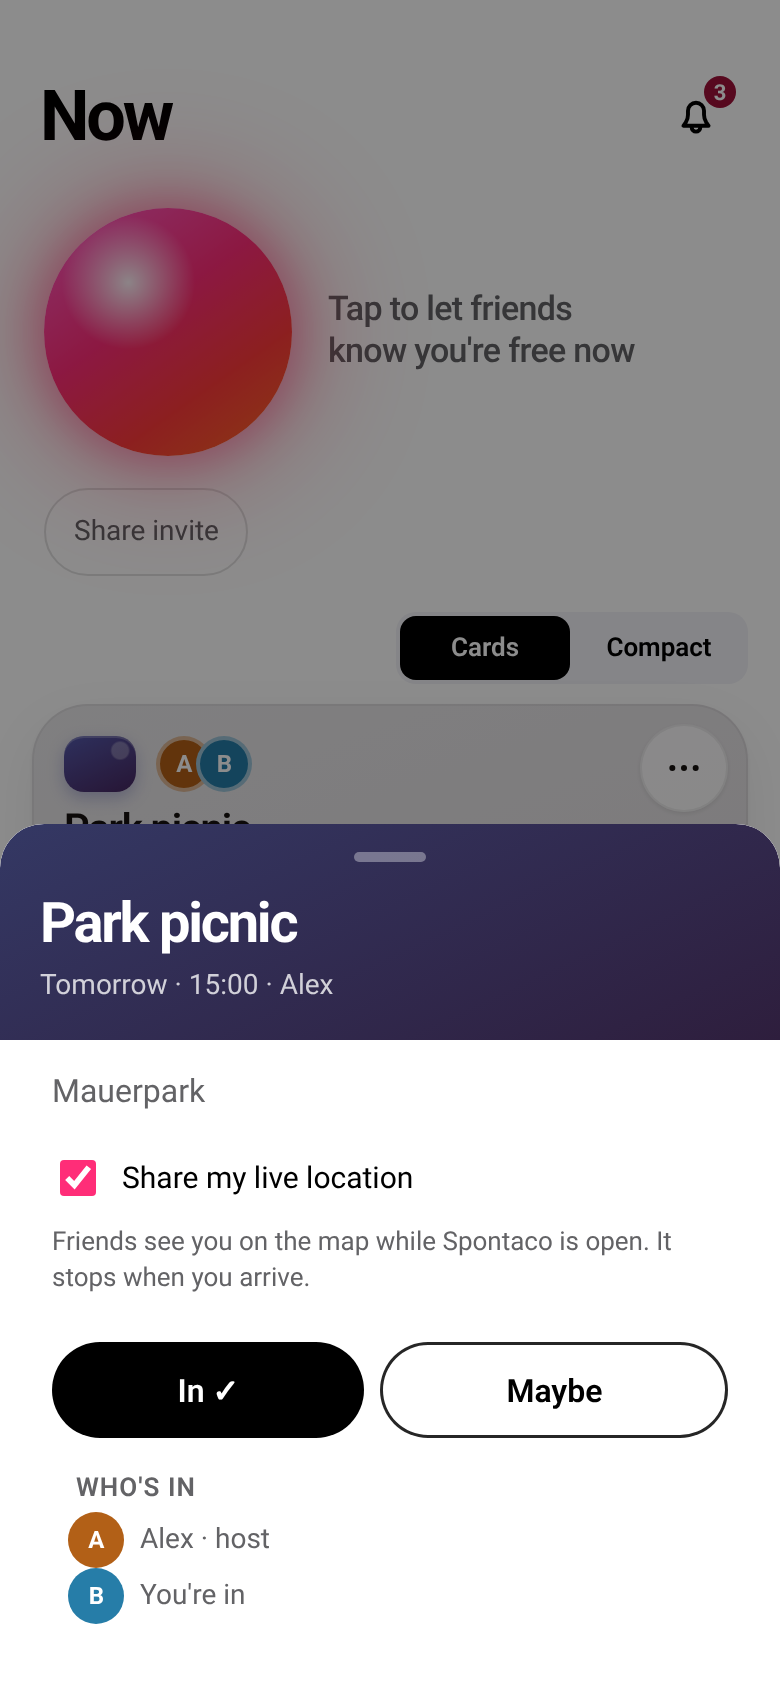 Now
3
Tap to let friends
know you're free now
Share invite
Cards
Compact
A
B
Park picnic
Park picnic
Tomorrow · 15:00 · Alex
Mauerpark
Share my live location
Friends see you on the map while Spontaco is open. It
stops when you arrive.
In ✓
Maybe
WHO'S IN
A
Alex · host
B
You're in